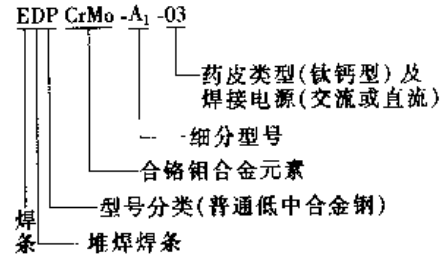 EDPCrMo-A₁-03
药皮类型(钛钙型)及
焊接电源(交流或直流)
细分型号
合铬钼合金元素
型号分类(普通低中合金钢)
堆焊焊条
焊条